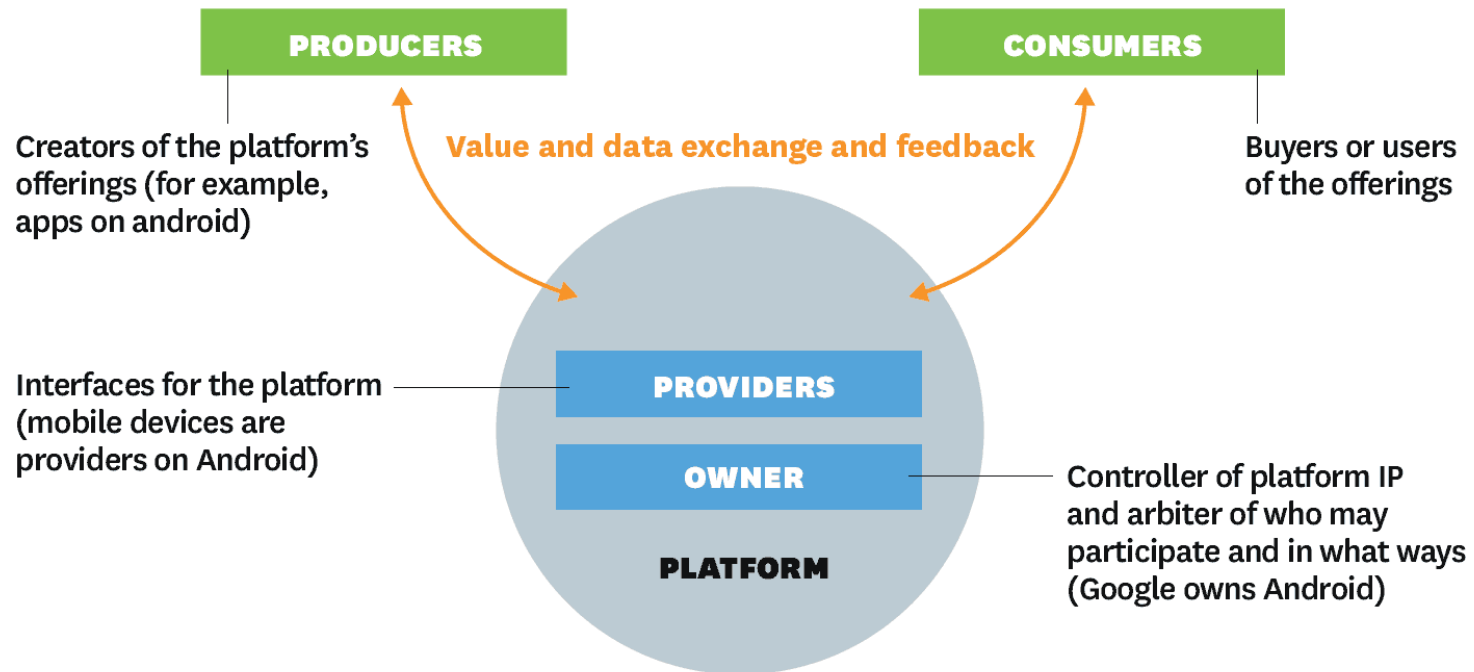 PRODUCERS
CONSUMERS
Creators of the platform’s
offerings (for example,
apps on android)
Value and data exchange and feedback
Buyers or users
of the offerings
Interfaces for the platform
(mobile devices are
providers on Android)
PROVIDERS
OWNER
Controller of platform IP
and arbiter of who may
participate and in what ways
(Google owns Android)
PLATFORM